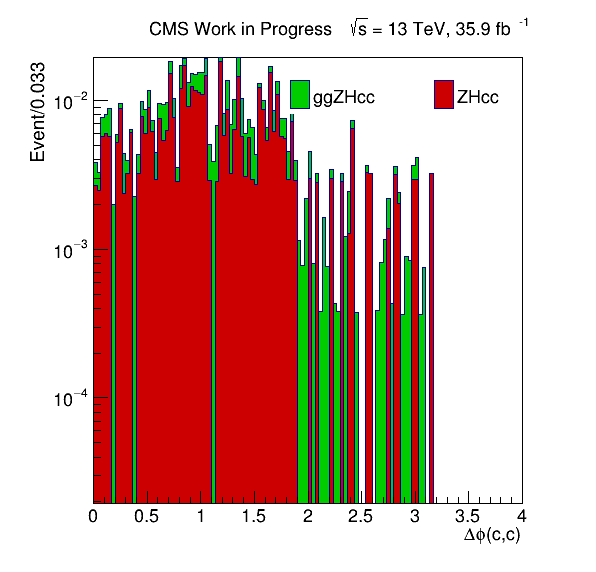 CMS Work in Progress √s = 13 TeV, 35.9 fb⁻¹
Event/0.033
ggZHcc ZHcc
10⁻²
10⁻³
10⁻⁴
0 0.5 1 1.5 2 2.5 3 3.5 4
Δϕ(c,c)